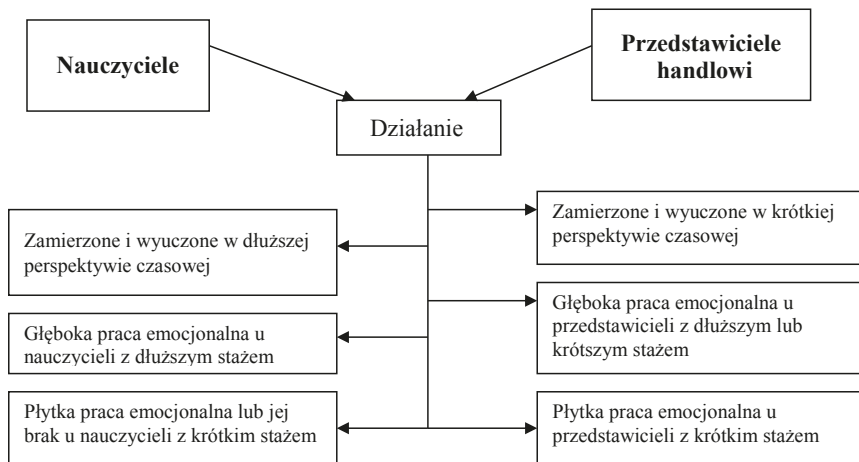 Nauczyciele
Przedstawiciele
handlowi
Działanie
Zamierzone i wyuczone w dłuższej
perspektywie czasowej
Zamierzone i wyuczone w krótkiej
perspektywie czasowej
Głęboka praca emocjonalna u
nauczycieli z dłuższym stażem
Głęboka praca emocjonalna u
przedstawicieli z dłuższym lub
krótszym stażem
Płytka praca emocjonalna lub jej
brak u nauczycieli z krótkim stażem
Płytka praca emocjonalna u
przedstawicieli z krótkim stażem